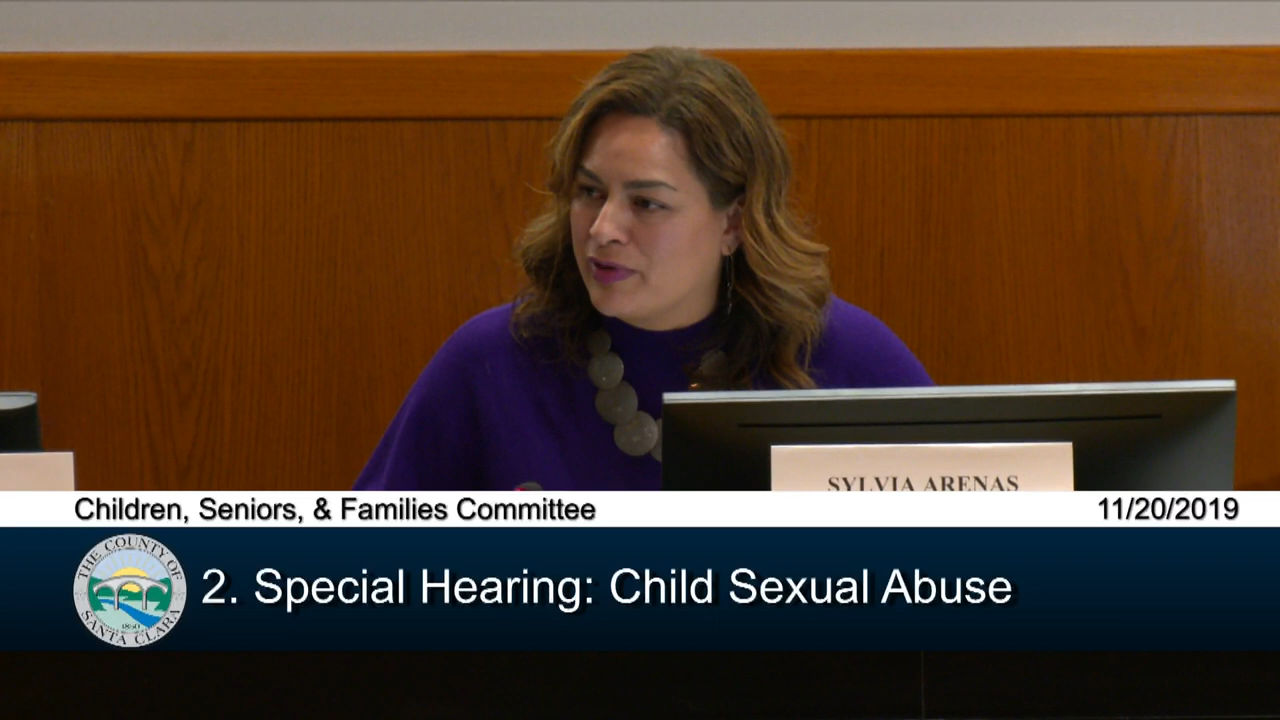 SYLVIA ARENAS
Children, Seniors, & Families Committee
11/20/2019
THE COUNTY OF SANTA CLARA
1850
2. Special Hearing: Child Sexual Abuse